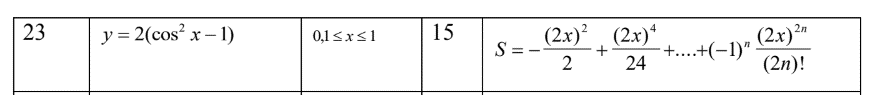 23 y = 2(cos² x − 1) 0,1 ≤ x ≤ 1 15 S = −(2x)²/2 + (2x)⁴/24 + .... + (−1)ⁿ (2x)²ⁿ/(2n)!